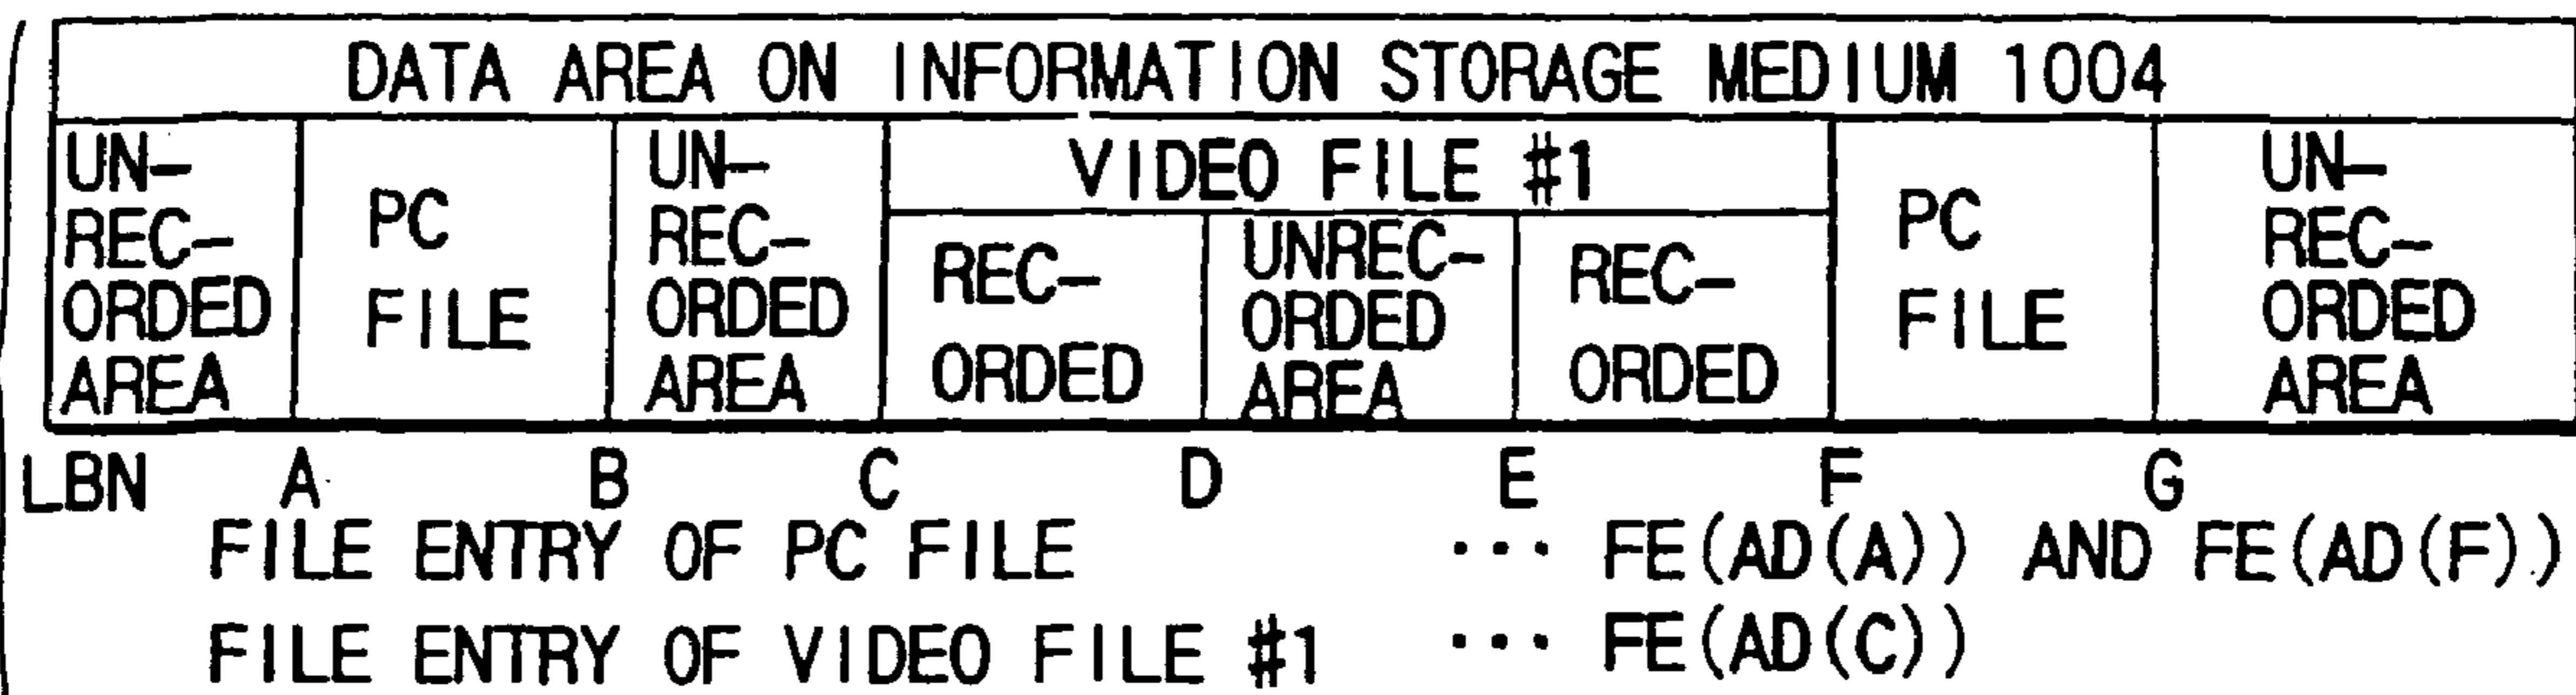 DATA AREA ON INFORMATION STORAGE MEDIUM 1004
UN-
REC-
ORDED
AREA
PC
FILE
UN-
REC-
ORDED
AREA
VIDEO FILE #1
REC-
ORDED
UNREC-
ORDED
AREA
REC-
ORDED
PC
FILE
UN-
REC-
ORDED
AREA
LBN A B C D E F G
FILE ENTRY OF PC FILE ··· FE(AD(A)) AND FE(AD(F))
FILE ENTRY OF VIDEO FILE #1 ··· FE(AD(C))